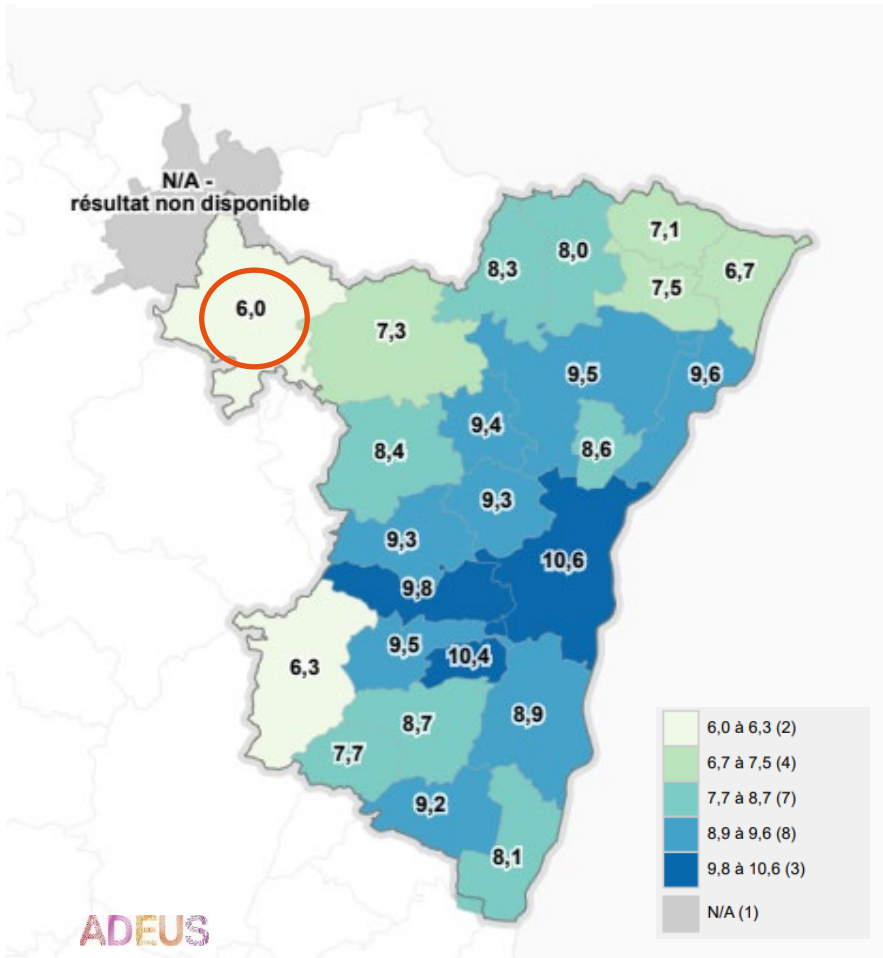 N/A -
résultat non disponible
7,1
8,0
8,3
6,7
7,5
6,0
7,3
9,5
9,6
9,4
8,4
8,6
9,3
9,3
10,6
9,8
9,5
10,4
6,3
8,7
8,9
7,7
9,2
8,1
6,0 à 6,3 (2)
6,7 à 7,5 (4)
7,7 à 8,7 (7)
8,9 à 9,6 (8)
9,8 à 10,6 (3)
N/A (1)
ADEUS